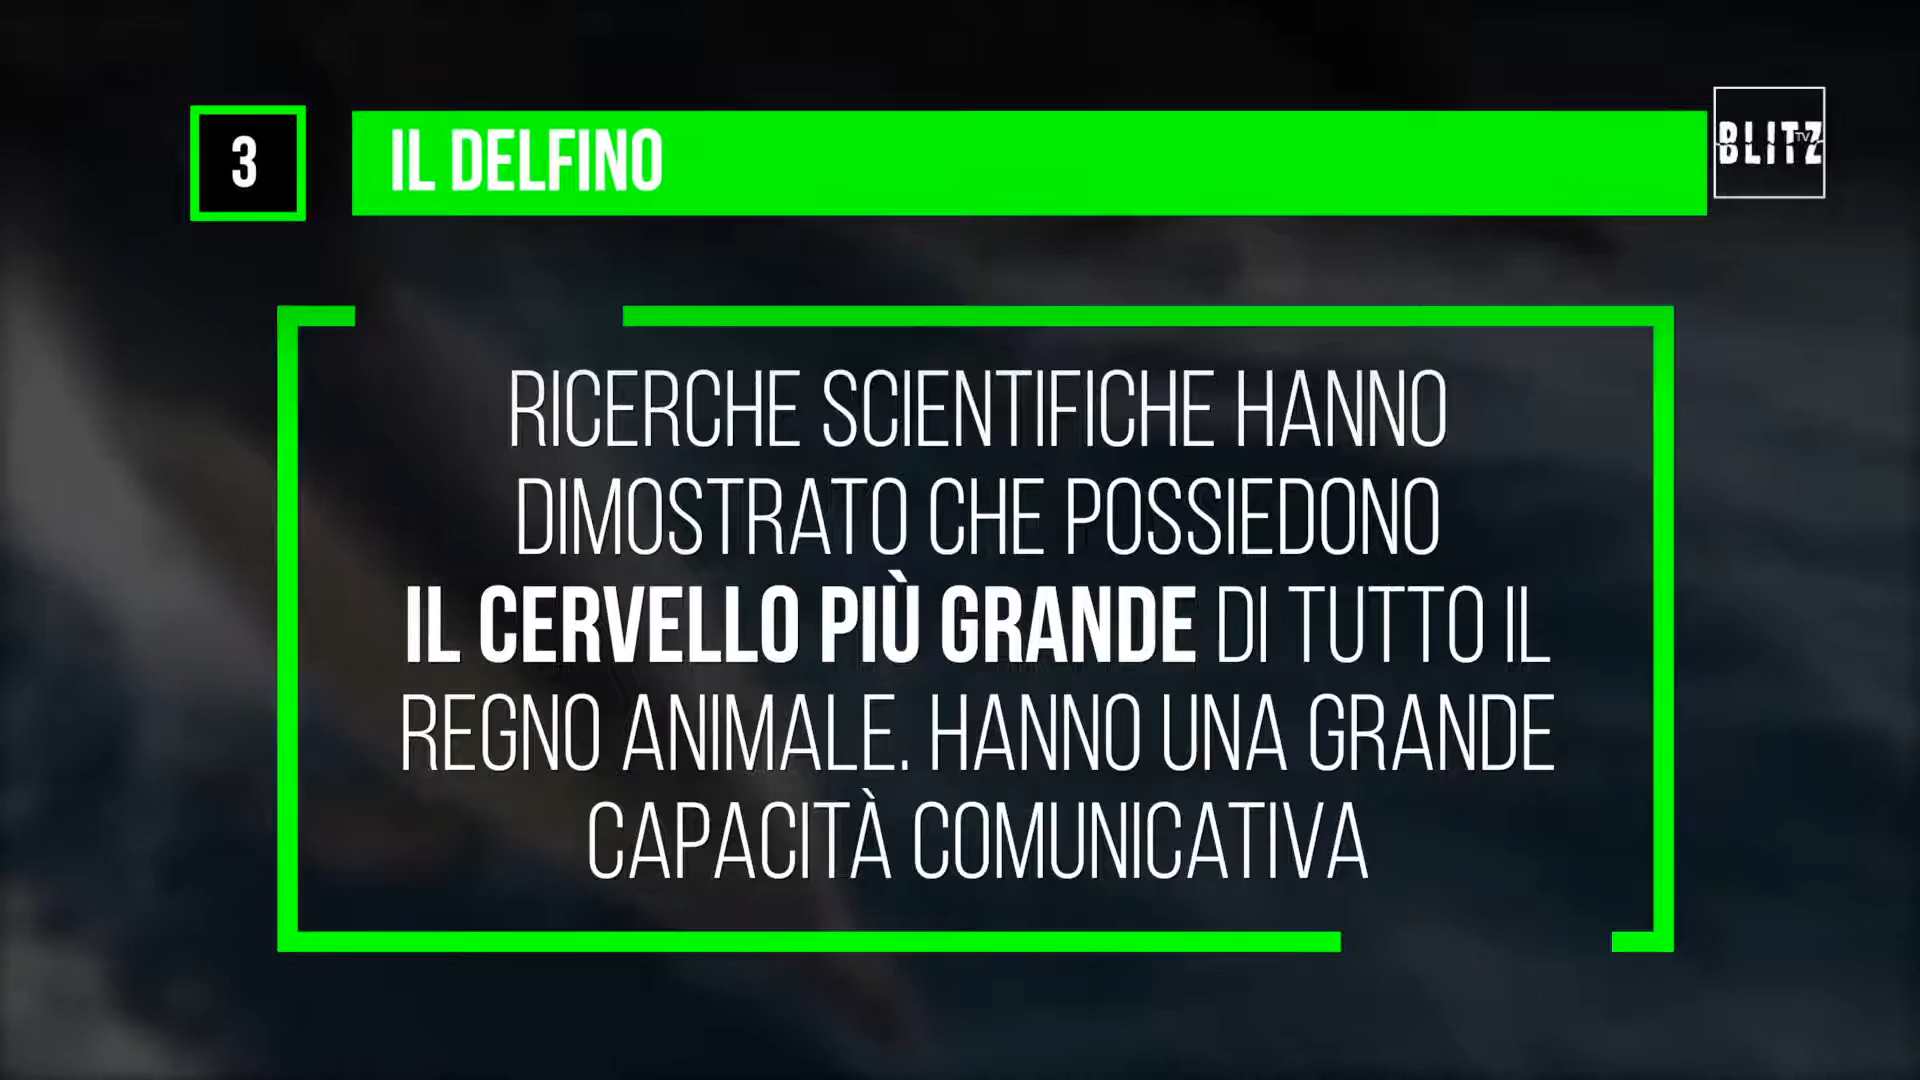 3
IL DELFINO
BLITZ
TV
RICERCHE SCIENTIFICHE HANNO
DIMOSTRATO CHE POSSIEDONO
IL CERVELLO PIÙ GRANDE DI TUTTO IL
REGNO ANIMALE. HANNO UNA GRANDE
CAPACITÀ COMUNICATIVA